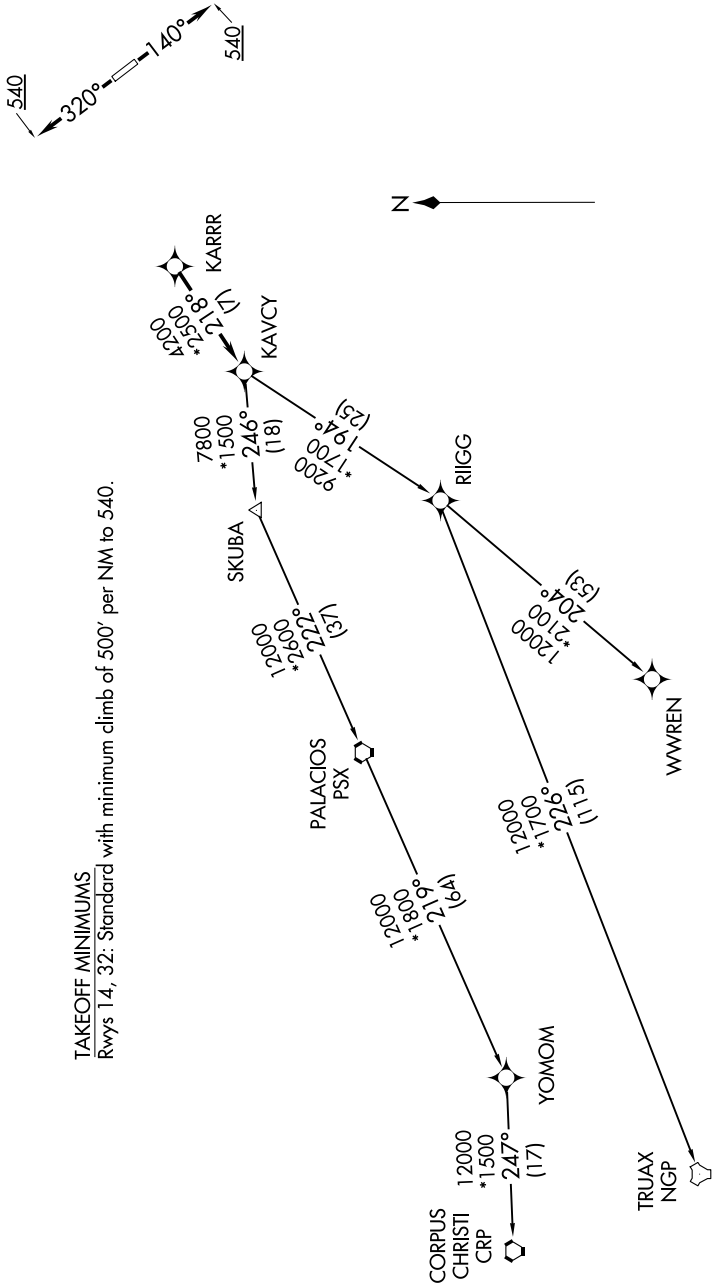 TAKEOFF MINIMUMS
Rwys 14, 32: Standard with minimum climb of 500' per NM to 540.
540
320°
140°
540
N
KARRR
4200
*2500
218°
(7)
KAVCY
7800
*1500
246°
(18)
SKUBA
9200
*1700
194°
(25)
RIIGG
12000
*2600
222°
(37)
PALACIOS
PSX
12000
*2100
204°
(53)
WWREN
12000
*1800
219°
(64)
YOMOM
12000
*1700
226°
(115)
TRUAX
NGP
12000
*1500
247°
(17)
CORPUS
CHRISTI
CRP